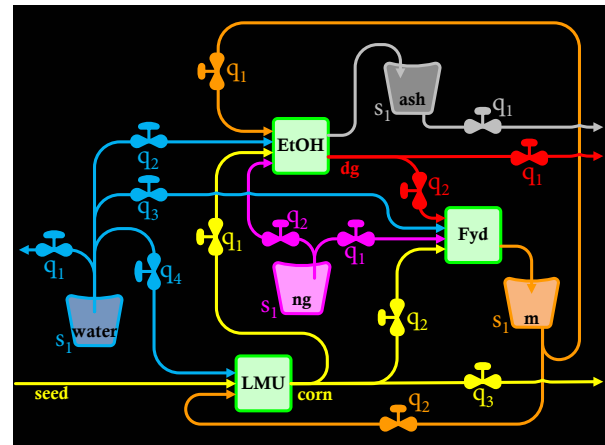 q1
ash
s1
q1
EtOH
q2
dg
q1
q2
q3
q2
Fyd
q1
q1
q1
q4
s1
ng
s1
water
q2
s1
m
seed
LMU
corn
q3
q2